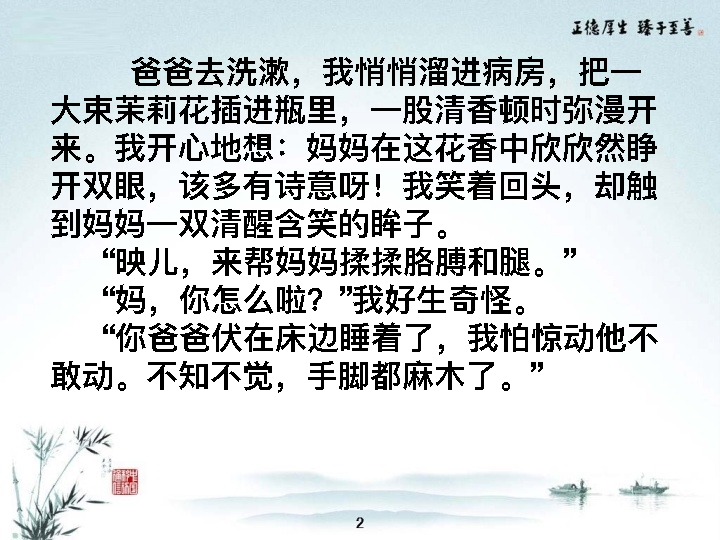 正德厚生 臻于至善
爸爸去洗漱，我悄悄溜进病房，把一
大束茉莉花插进瓶里，一股清香顿时弥漫开
来。我开心地想：妈妈在这花香中欣欣然睁
开双眼，该多有诗意呀！我笑着回头，却触
到妈妈一双清醒含笑的眸子。
“映儿，来帮妈妈揉揉胳膊和腿。”
“妈，你怎么啦？”我好生奇怪。
“你爸爸伏在床边睡着了，我怕惊动他不
敢动。不知不觉，手脚都麻木了。”
2